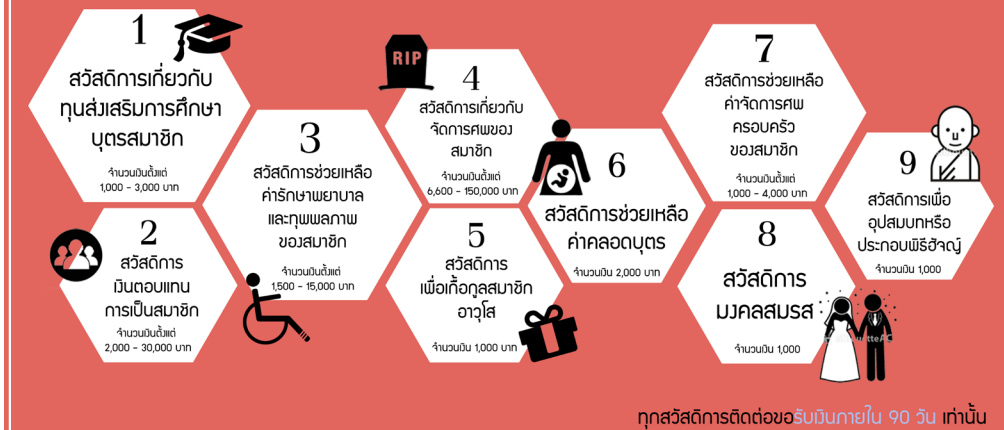 1
สวัสดิการเกี่ยวกับ
ทุนส่งเสริมการศึกษา
บุตรสมาชิก
จำนวนเงินตั้งแต่
1,000 - 3,000 บาท
2
สวัสดิการ
เงินตอบแทน
การเป็นสมาชิก
จำนวนเงินตั้งแต่
2,000 - 30,000 บาท
3
สวัสดิการช่วยเหลือ
ค่ารักษาพยาบาล
และทุพพลภาพ
ของสมาชิก
จำนวนเงินตั้งแต่
1,500 - 15,000 บาท
RIP
4
สวัสดิการเกี่ยวกับ
จัดการศพของ
สมาชิก
จำนวนเงินตั้งแต่
6,600 - 150,000 บาท
5
สวัสดิการ
เพื่อเกื้อกูลสมาชิก
อาวุโส
จำนวนเงิน 1,000 บาท
6
สวัสดิการช่วยเหลือ
ค่าคลอดบุตร
จำนวนเงิน 2,000 บาท
7
สวัสดิการช่วยเหลือ
ค่าจัดการศพ
ครอบครัว
ของสมาชิก
จำนวนเงินตั้งแต่
1,000 - 4,000 บาท
8
สวัสดิการ
มงคลสมรส
จำนวนเงิน 1,000
9
สวัสดิการเพื่อ
อุปสมบทหรือ
ประกอบพิธีฮัจญ์
จำนวนเงิน 1,000
ทุกสวัสดิการติดต่อขอรับเงินภายใน 90 วัน เท่านั้น